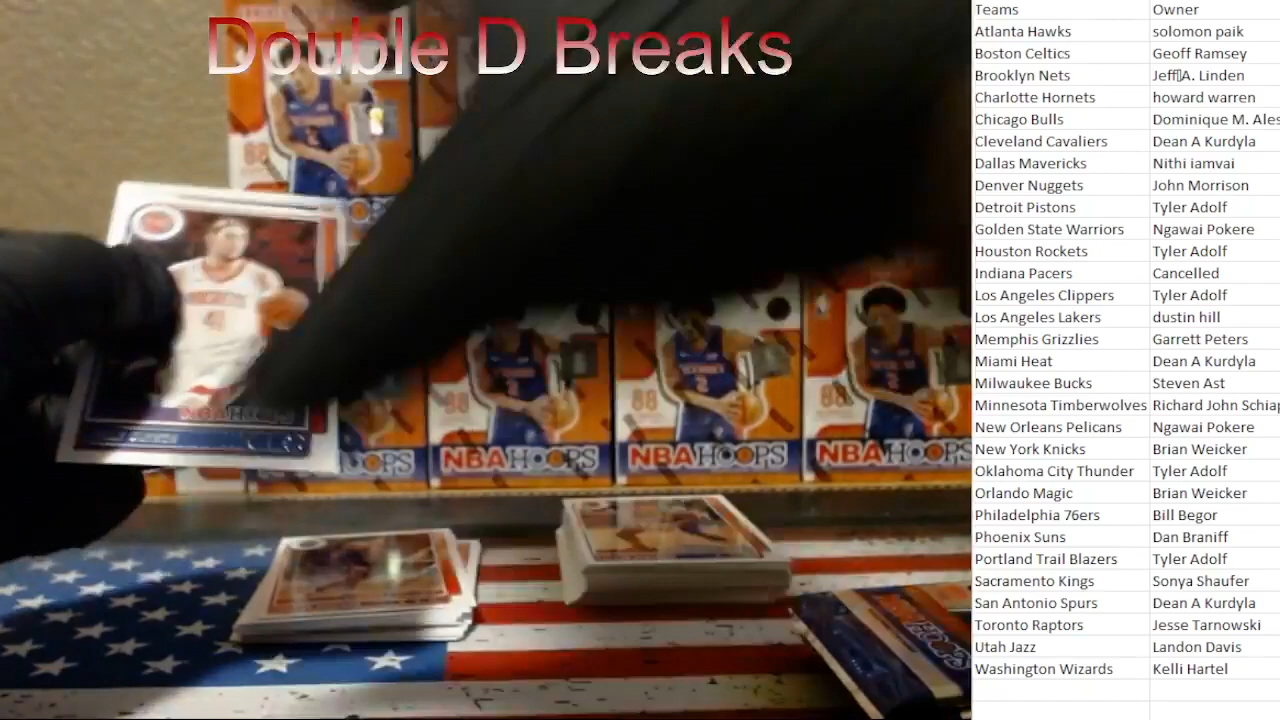 Double D Breaks
88
NBA HOOPS
88
NBA HOOPS
88
NBA HOOPS
NBA HOOPS
Teams Owner
Atlanta Hawks solomon paik
Boston Celtics Geoff Ramsey
Brooklyn Nets Jeff A. Linden
Charlotte Hornets howard warren
Chicago Bulls Dominique M. Ales
Cleveland Cavaliers Dean A Kurdyla
Dallas Mavericks Nithi iamvai
Denver Nuggets John Morrison
Detroit Pistons Tyler Adolf
Golden State Warriors Ngawai Pokere
Houston Rockets Tyler Adolf
Indiana Pacers Cancelled
Los Angeles Clippers Tyler Adolf
Los Angeles Lakers dustin hill
Memphis Grizzlies Garrett Peters
Miami Heat Dean A Kurdyla
Milwaukee Bucks Steven Ast
Minnesota Timberwolves Richard John Schiap
New Orleans Pelicans Ngawai Pokere
New York Knicks Brian Weicker
Oklahoma City Thunder Tyler Adolf
Orlando Magic Brian Weicker
Philadelphia 76ers Bill Begor
Phoenix Suns Dan Braniff
Portland Trail Blazers Tyler Adolf
Sacramento Kings Sonya Shaufer
San Antonio Spurs Dean A Kurdyla
Toronto Raptors Jesse Tarnowski
Utah Jazz Landon Davis
Washington Wizards Kelli Hartel